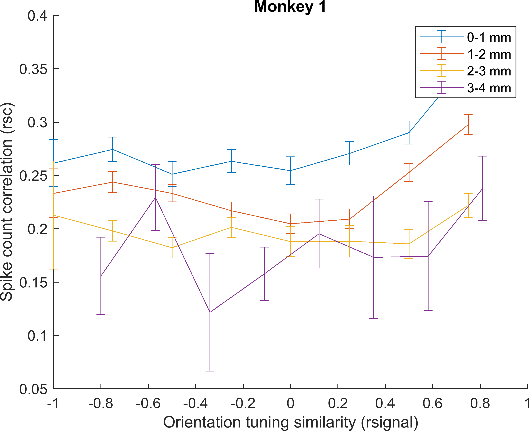 Monkey 1
0.4
0.35
0.3
0.25
0.2
0.15
0.1
0.05
Spike count correlation (rsc)
0-1 mm
1-2 mm
2-3 mm
3-4 mm
-1 -0.8 -0.6 -0.4 -0.2 0 0.2 0.4 0.6 0.8 1
Orientation tuning similarity (rsignal)